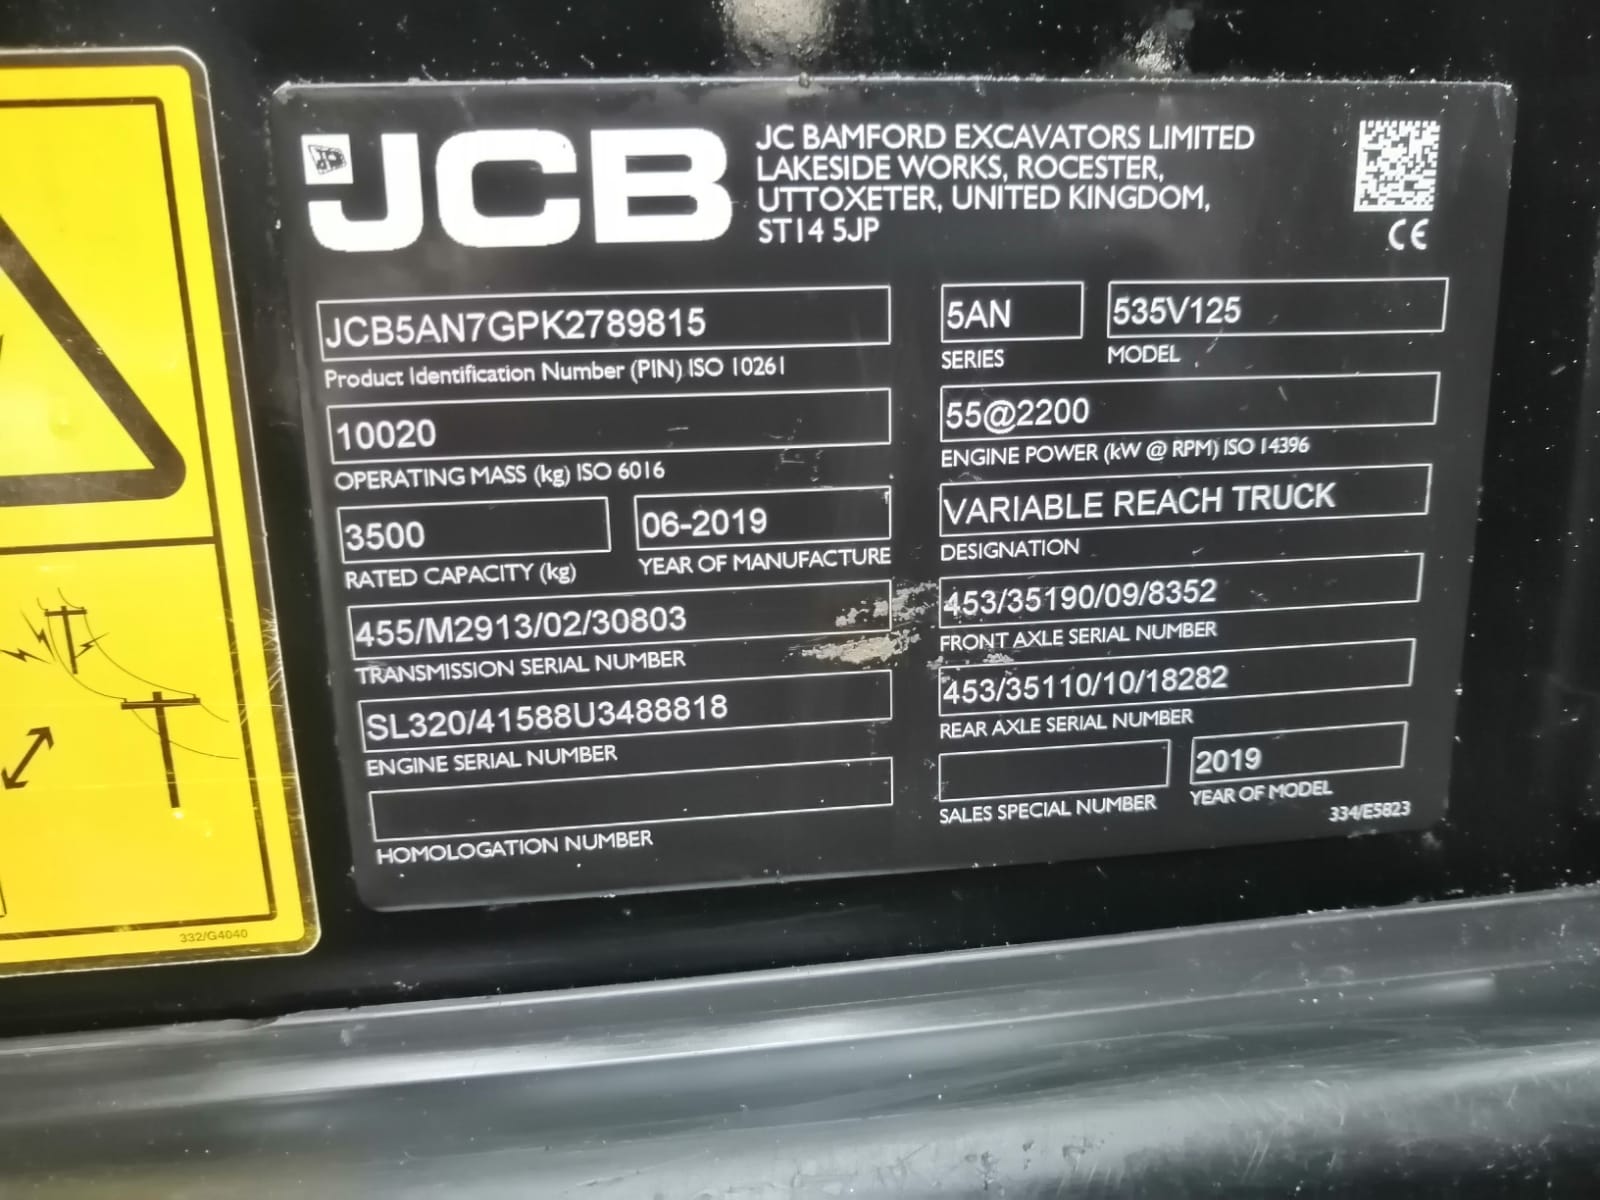 JCB
JC BAMFORD EXCAVATORS LIMITED
LAKESIDE WORKS, ROCESTER,
UTTOXETER, UNITED KINGDOM,
ST14 5JP
CE
JCB5AN7GPK2789815
Product Identification Number (PIN) ISO 10261
5AN
SERIES
535V125
MODEL
10020
OPERATING MASS (kg) ISO 6016
55@2200
ENGINE POWER (kW @ RPM) ISO 14396
3500
RATED CAPACITY (kg)
06-2019
YEAR OF MANUFACTURE
VARIABLE REACH TRUCK
DESIGNATION
455/M2913/02/30803
TRANSMISSION SERIAL NUMBER
453/35190/09/8352
FRONT AXLE SERIAL NUMBER
SL320/41588U3488818
ENGINE SERIAL NUMBER
453/35110/10/18282
REAR AXLE SERIAL NUMBER
HOMOLOGATION NUMBER
SALES SPECIAL NUMBER
2019
YEAR OF MODEL
334/E5823
332/G4040